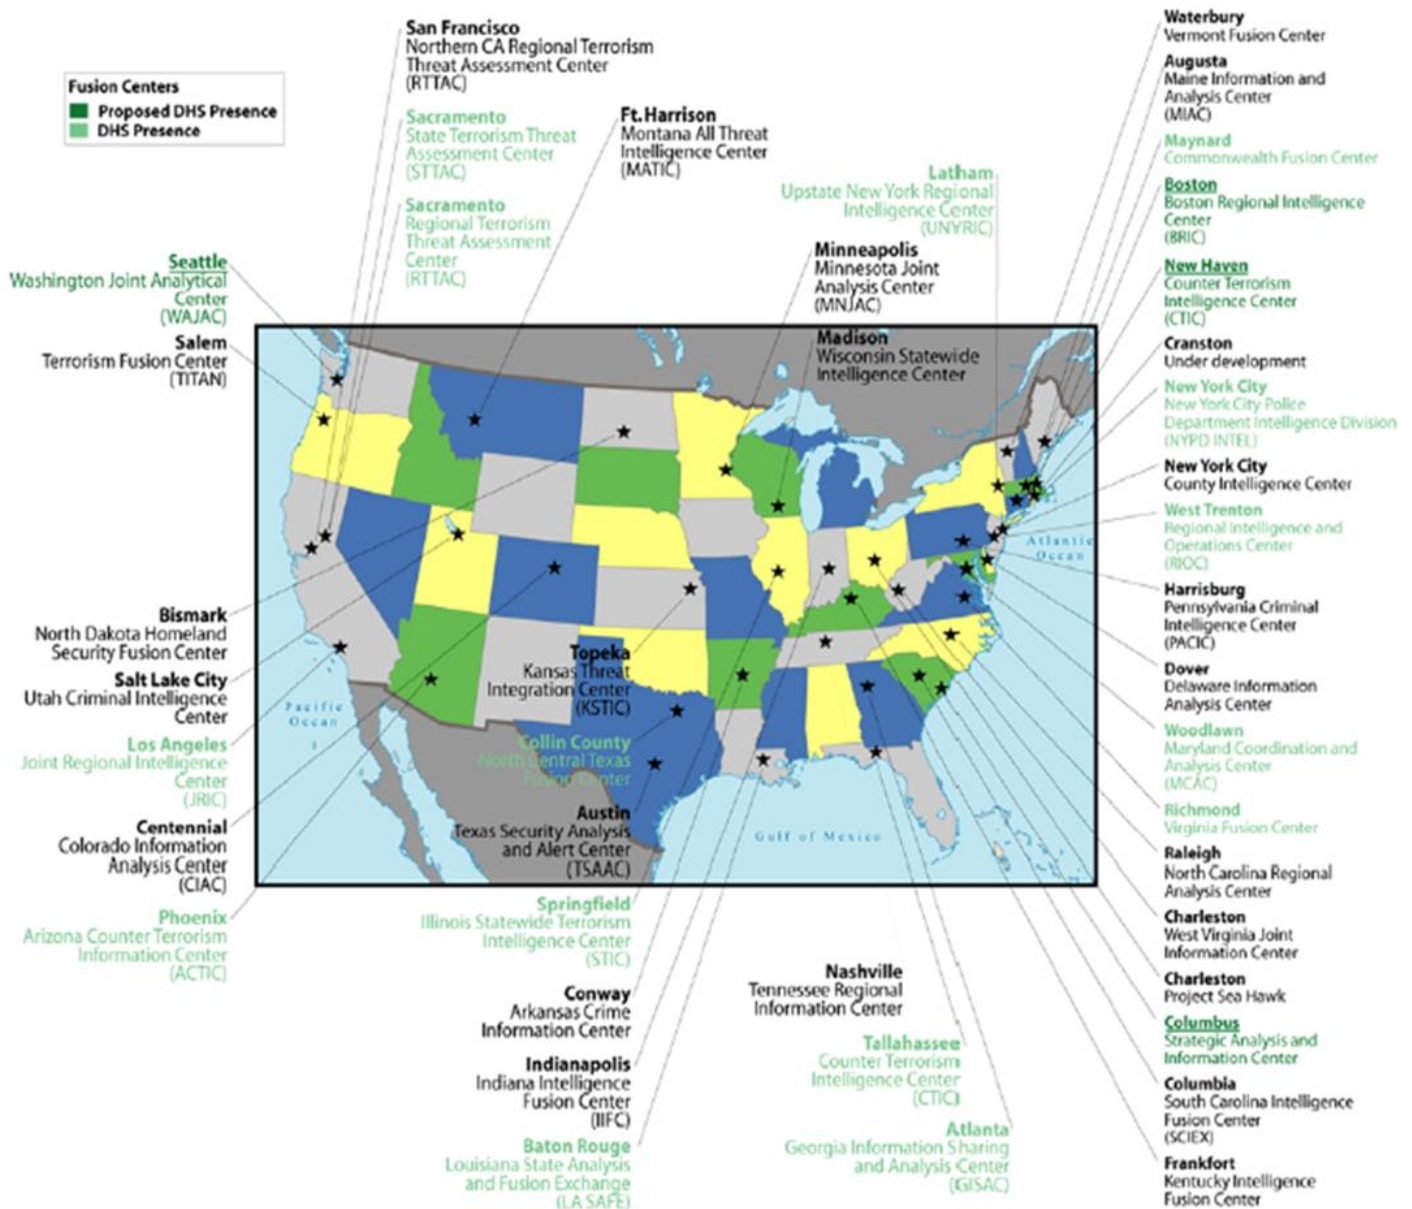 Fusion Centers
Proposed DHS Presence
DHS Presence
San Francisco
Northern CA Regional Terrorism
Threat Assessment Center
(RTTAC)
Sacramento
State Terrorism Threat
Assessment Center
(STTAC)
Sacramento
Regional Terrorism
Threat Assessment
Center
(RTTAC)
Ft. Harrison
Montana All Threat
Intelligence Center
(MATIC)
Latham
Upstate New York Regional
Intelligence Center
(UNYRIC)
Minneapolis
Minnesota Joint
Analysis Center
(MNJAC)
Madison
Wisconsin Statewide
Intelligence Center
Seattle
Washington Joint Analytical
Center
(WAJAC)
Salem
Terrorism Fusion Center
(TITAN)
Bismark
North Dakota Homeland
Security Fusion Center
Salt Lake City
Utah Criminal Intelligence
Center
Los Angeles
Joint Regional Intelligence
Center
(JRIC)
Centennial
Colorado Information
Analysis Center
(CIAC)
Phoenix
Arizona Counter Terrorism
Information Center
(ACTIC)
Pacific
Ocean
Topeka
Kansas Threat
Integration Center
(KSTIC)
Collin County
North Central Texas
Fusion Center
Austin
Texas Security Analysis
and Alert Center
(TSAAC)
Gulf of Mexico
Atlantic
Ocean
Springfield
Illinois Statewide Terrorism
Intelligence Center
(STIC)
Conway
Arkansas Crime
Information Center
Indianapolis
Indiana Intelligence
Fusion Center
(IIFC)
Baton Rouge
Louisiana State Analysis
and Fusion Exchange
(LA SAFE)
Nashville
Tennessee Regional
Information Center
Tallahassee
Counter Terrorism
Intelligence Center
(CTIC)
Atlanta
Georgia Information Sharing
and Analysis Center
(GISAC)
Waterbury
Vermont Fusion Center
Augusta
Maine Information and
Analysis Center
(MIAC)
Maynard
Commonwealth Fusion Center
Boston
Boston Regional Intelligence
Center
(BRIC)
New Haven
Counter Terrorism
Intelligence Center
(CTIC)
Cranston
Under development
New York City
New York City Police
Department Intelligence Division
(NYPD INTEL)
New York City
County Intelligence Center
West Trenton
Regional Intelligence and
Operations Center
(RIOC)
Harrisburg
Pennsylvania Criminal
Intelligence Center
(PACIC)
Dover
Delaware Information
Analysis Center
Woodlawn
Maryland Coordination and
Analysis Center
(MCAC)
Richmond
Virginia Fusion Center
Raleigh
North Carolina Regional
Analysis Center
Charleston
West Virginia Joint
Information Center
Charleston
Project Sea Hawk
Columbus
Strategic Analysis and
Information Center
Columbia
South Carolina Intelligence
Fusion Center
(SCIEX)
Frankfort
Kentucky Intelligence
Fusion Center